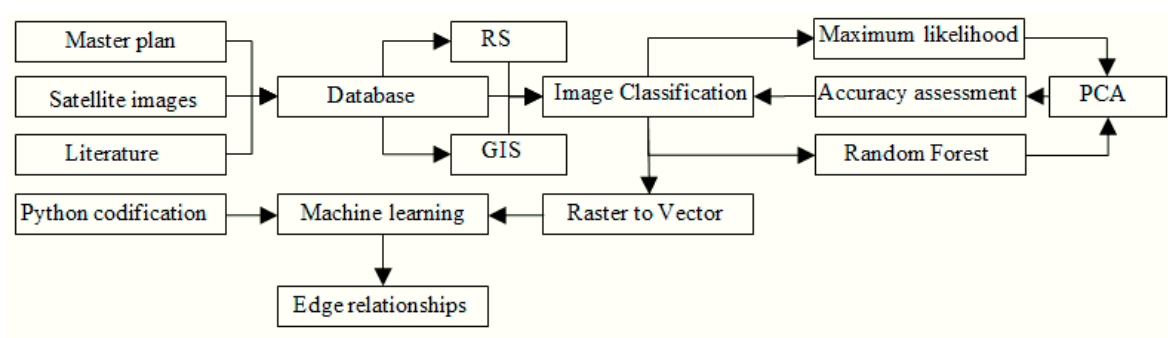 Master plan
RS
Maximum likelihood
Satellite images
Database
Image Classification
Accuracy assessment
PCA
Literature
GIS
Random Forest
Python codification
Machine learning
Raster to Vector
Edge relationships